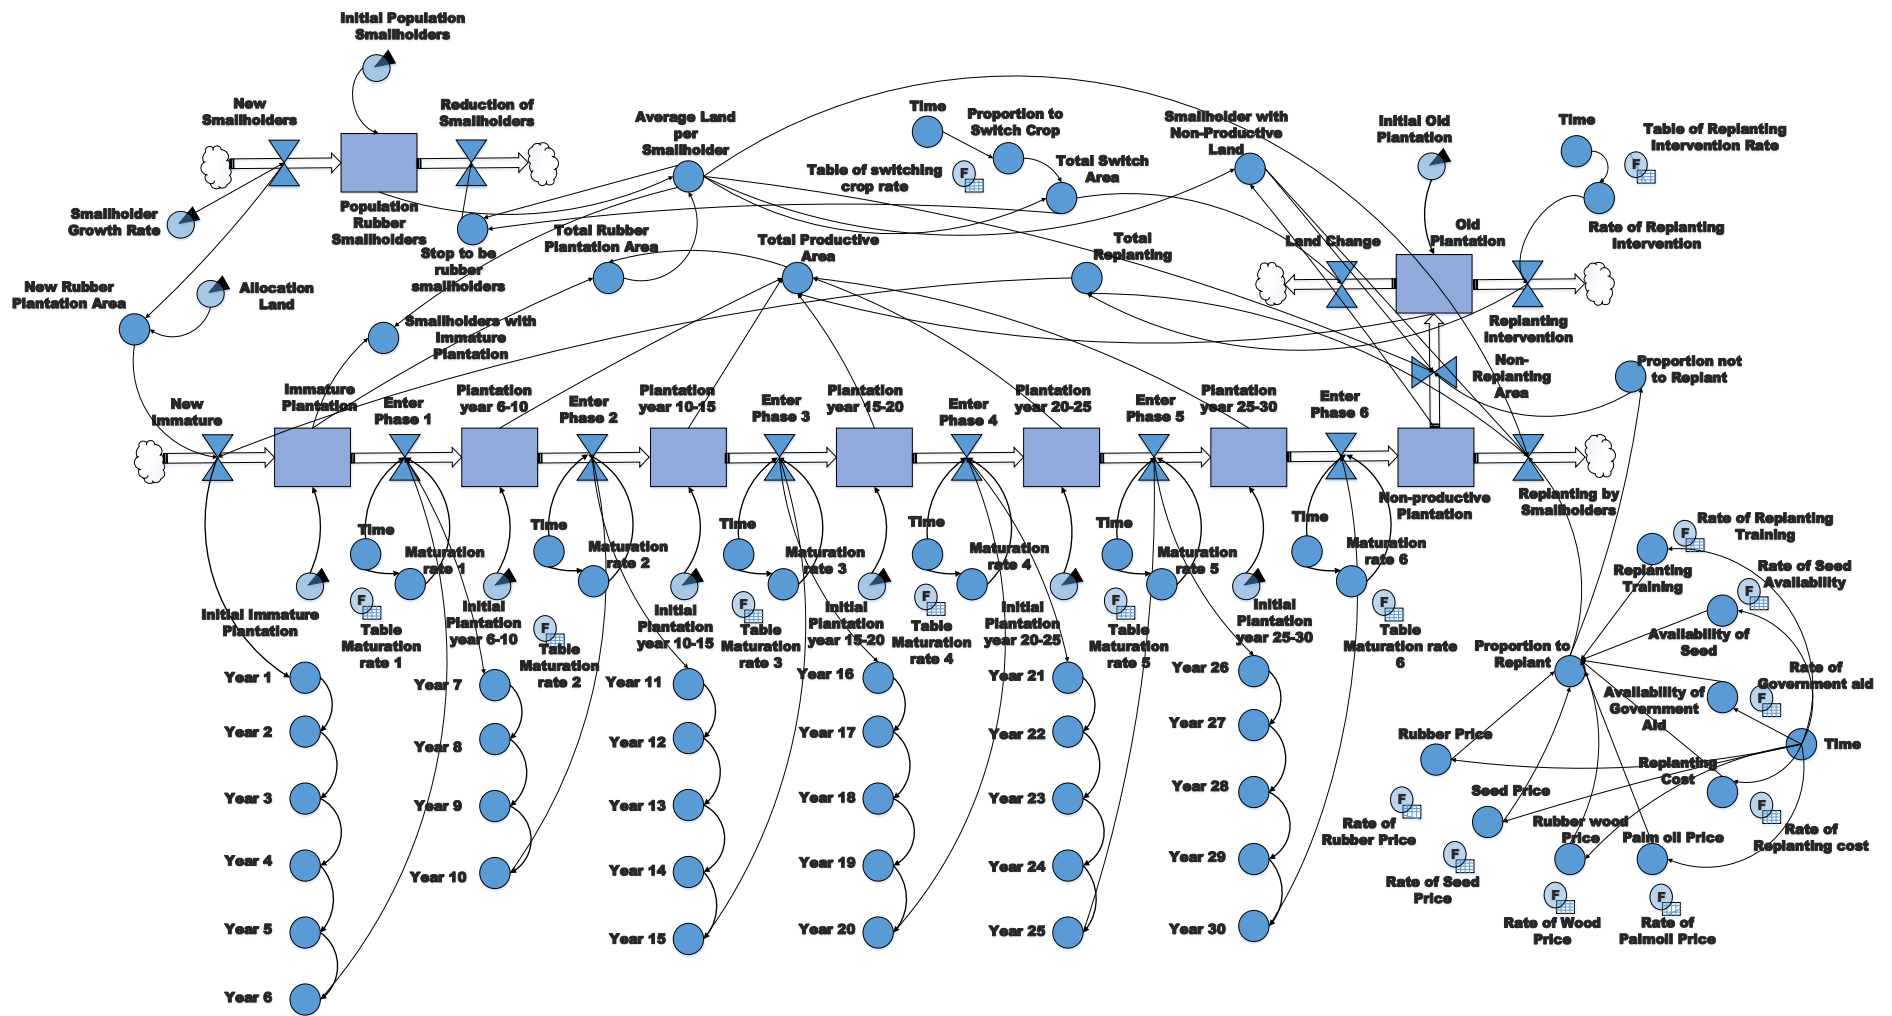 Initial Population
Smallholders
New
Smallholders
Reduction of
Smallholders
Average Land
per
Smallholder
Time
Proportion to
Switch Crop
Smallholder with
Non-Productive
Land
Initial Old
Plantation
Time
Table of Replanting
Intervention Rate
F
Table of switching
crop rate
F
Total Switch
Area
Smallholder
Growth Rate
Population
Rubber
Smallholders
Stop to be
rubber
smallholders
Total Rubber
Plantation Area
Total Productive
Area
Total
Replanting
Land Change
Old
Plantation
Rate of Replanting
Intervention
New Rubber
Plantation Area
Allocation
Land
Smallholders with
Immature
Plantation
Replanting
Intervention
Non-
Replanting
Area
Proportion not
to Replant
New
Immature
Immature
Plantation
Enter
Phase 1
Plantation
year 6-10
Enter
Phase 2
Plantation
year 10-15
Enter
Phase 3
Plantation
year 15-20
Enter
Phase 4
Plantation
year 20-25
Enter
Phase 5
Plantation
year 25-30
Enter
Phase 6
Non-productive
Plantation
Replanting by
Smallholders
Time
Maturation
rate 1
Time
Maturation
rate 2
Time
Maturation
rate 3
Time
Maturation
rate 4
Time
Maturation
rate 5
Time
Maturation
rate 6
Initial Immature
Plantation
F
Table
Maturation
rate 1
Initial
Plantation
year 6-10
F
Table
Maturation
rate 2
Initial
Plantation
year 10-15
F
Table
Maturation
rate 3
Initial
Plantation
year 15-20
F
Table
Maturation
rate 4
Initial
Plantation
year 20-25
F
Table
Maturation
rate 5
Initial
Plantation
year 25-30
F
Table
Maturation rate
6
F
Rate of Replanting
Training
Replanting
Training
Rate of Seed
Availability
F
Availability of
Seed
Proportion to
Replant
Rate of
Government aid
F
Availability of
Government
Aid
Time
Rubber Price
Replanting
Cost
F
Rate of
Replanting cost
Seed Price
Rubber wood
Price
Palm oil Price
F
Rate of
Rubber Price
F
Rate of Seed
Price
F
Rate of Wood
Price
F
Rate of
Palmoil Price
Year 1
Year 2
Year 3
Year 4
Year 5
Year 6
Year 7
Year 8
Year 9
Year 10
Year 11
Year 12
Year 13
Year 14
Year 15
Year 16
Year 17
Year 18
Year 19
Year 20
Year 21
Year 22
Year 23
Year 24
Year 25
Year 26
Year 27
Year 28
Year 29
Year 30